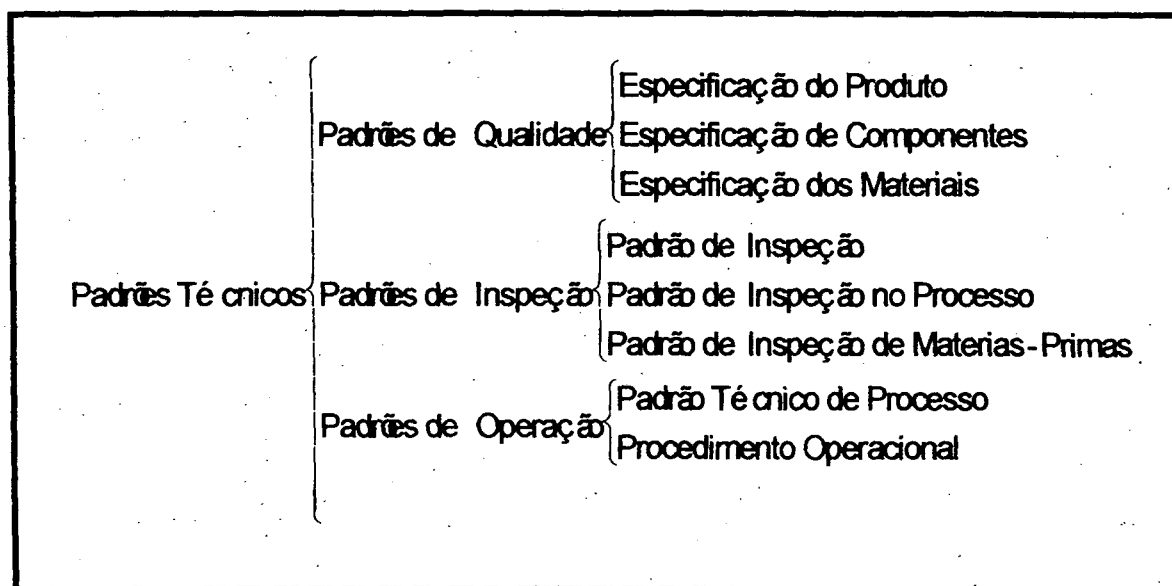 Especificação do Produto
Padrões de Qualidade Especificação de Componentes
Especificação dos Materiais
Padrão de Inspeção
Padrões Técnicos Padrões de Inspeção Padrão de Inspeção no Processo
Padrão de Inspeção de Materias-Primas
Padrão Técnico de Processo
Padrões de Operação
Procedimento Operacional